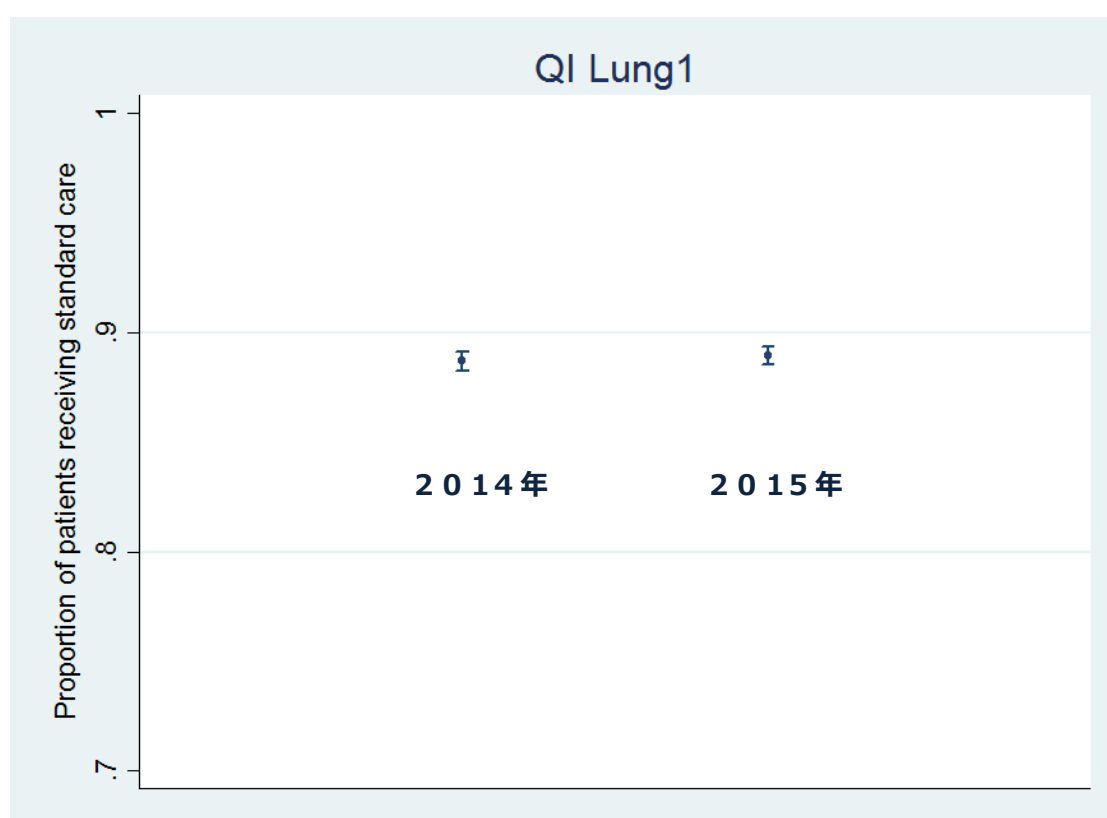 QI Lung1
Proportion of patients receiving standard care
1
.9
.8
.7
２０１４年
２０１５年